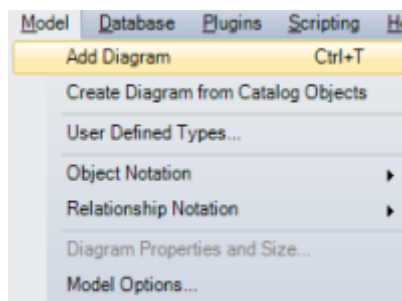 Model Database Plugins Scripting
Add Diagram Ctrl+T
Create Diagram from Catalog Objects
User Defined Types...
Object Notation
Relationship Notation
Diagram Properties and Size...
Model Options...